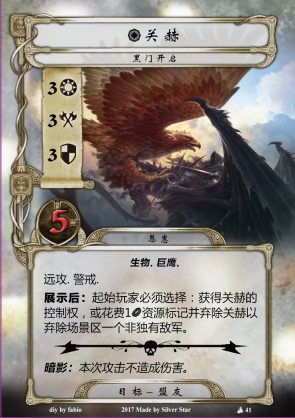 关赫
黑门开启
3
3
3
5
恶意
生物. 巨鹰.
远攻. 警戒.
展示后：起始玩家必须选择：获得关赫的
控制权，或花费1资源标记并弃除关赫以
弃除场景区一个非独有敌军。
暗影：本次攻击不造成伤害。
目标 – 盟友
diy by fabio
2017 Made by Silver Star
41